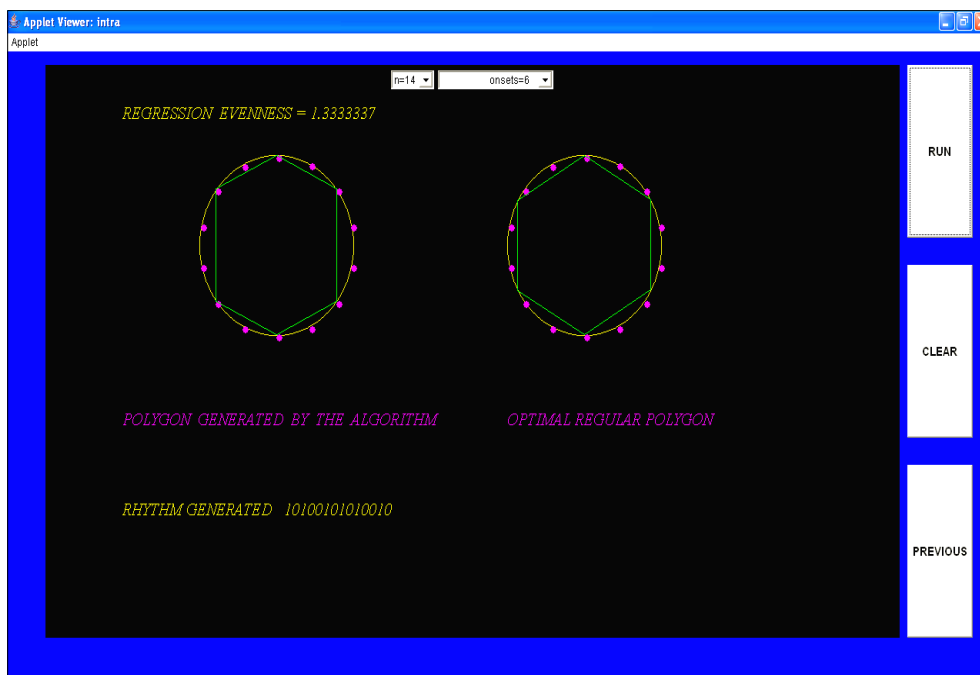 Applet Viewer: intra
Applet
n=14 onsets=6
REGRESSION EVENNESS = 1.3333337
RUN
CLEAR
POLYGON GENERATED BY THE ALGORITHM OPTIMAL REGULAR POLYGON
RHYTHM GENERATED 10100101010010
PREVIOUS